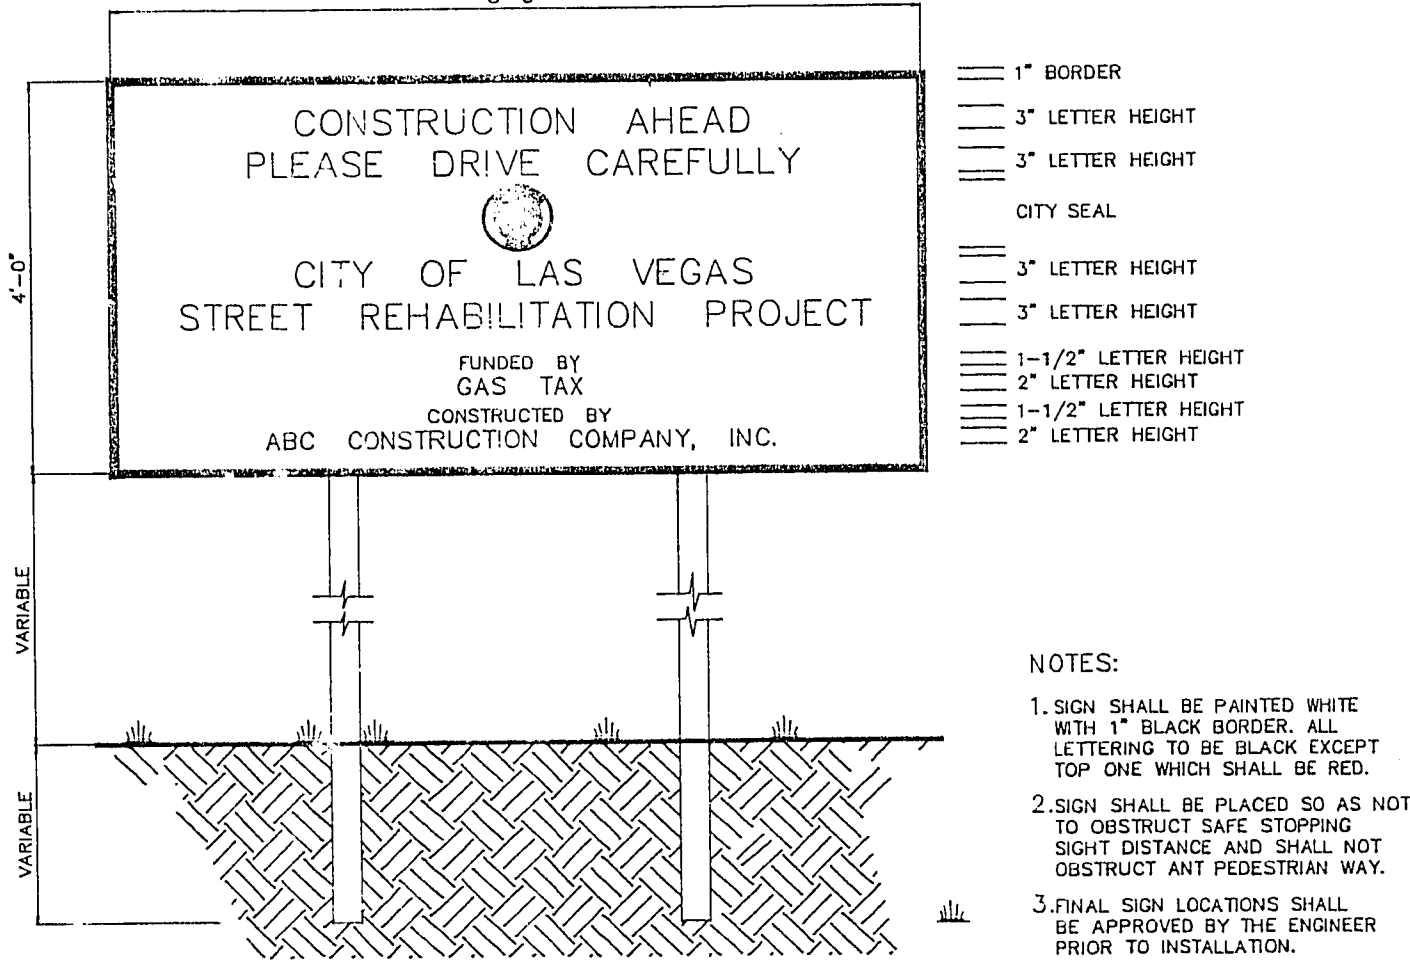 CONSTRUCTION AHEAD
PLEASE DRIVE CAREFULLY
CITY OF LAS VEGAS
STREET REHABILITATION PROJECT
FUNDED BY
GAS TAX
CONSTRUCTED BY
ABC CONSTRUCTION COMPANY, INC.
4'-0"
VARIABLE
VARIABLE
1" BORDER
3" LETTER HEIGHT
3" LETTER HEIGHT
CITY SEAL
3" LETTER HEIGHT
3" LETTER HEIGHT
1-1/2" LETTER HEIGHT
2" LETTER HEIGHT
1-1/2" LETTER HEIGHT
2" LETTER HEIGHT
NOTES:
1. SIGN SHALL BE PAINTED WHITE
WITH 1" BLACK BORDER. ALL
LETTERING TO BE BLACK EXCEPT
TOP ONE WHICH SHALL BE RED.
2. SIGN SHALL BE PLACED SO AS NOT
TO OBSTRUCT SAFE STOPPING
SIGHT DISTANCE AND SHALL NOT
OBSTRUCT ANT PEDESTRIAN WAY.
3. FINAL SIGN LOCATIONS SHALL
BE APPROVED BY THE ENGINEER
PRIOR TO INSTALLATION.